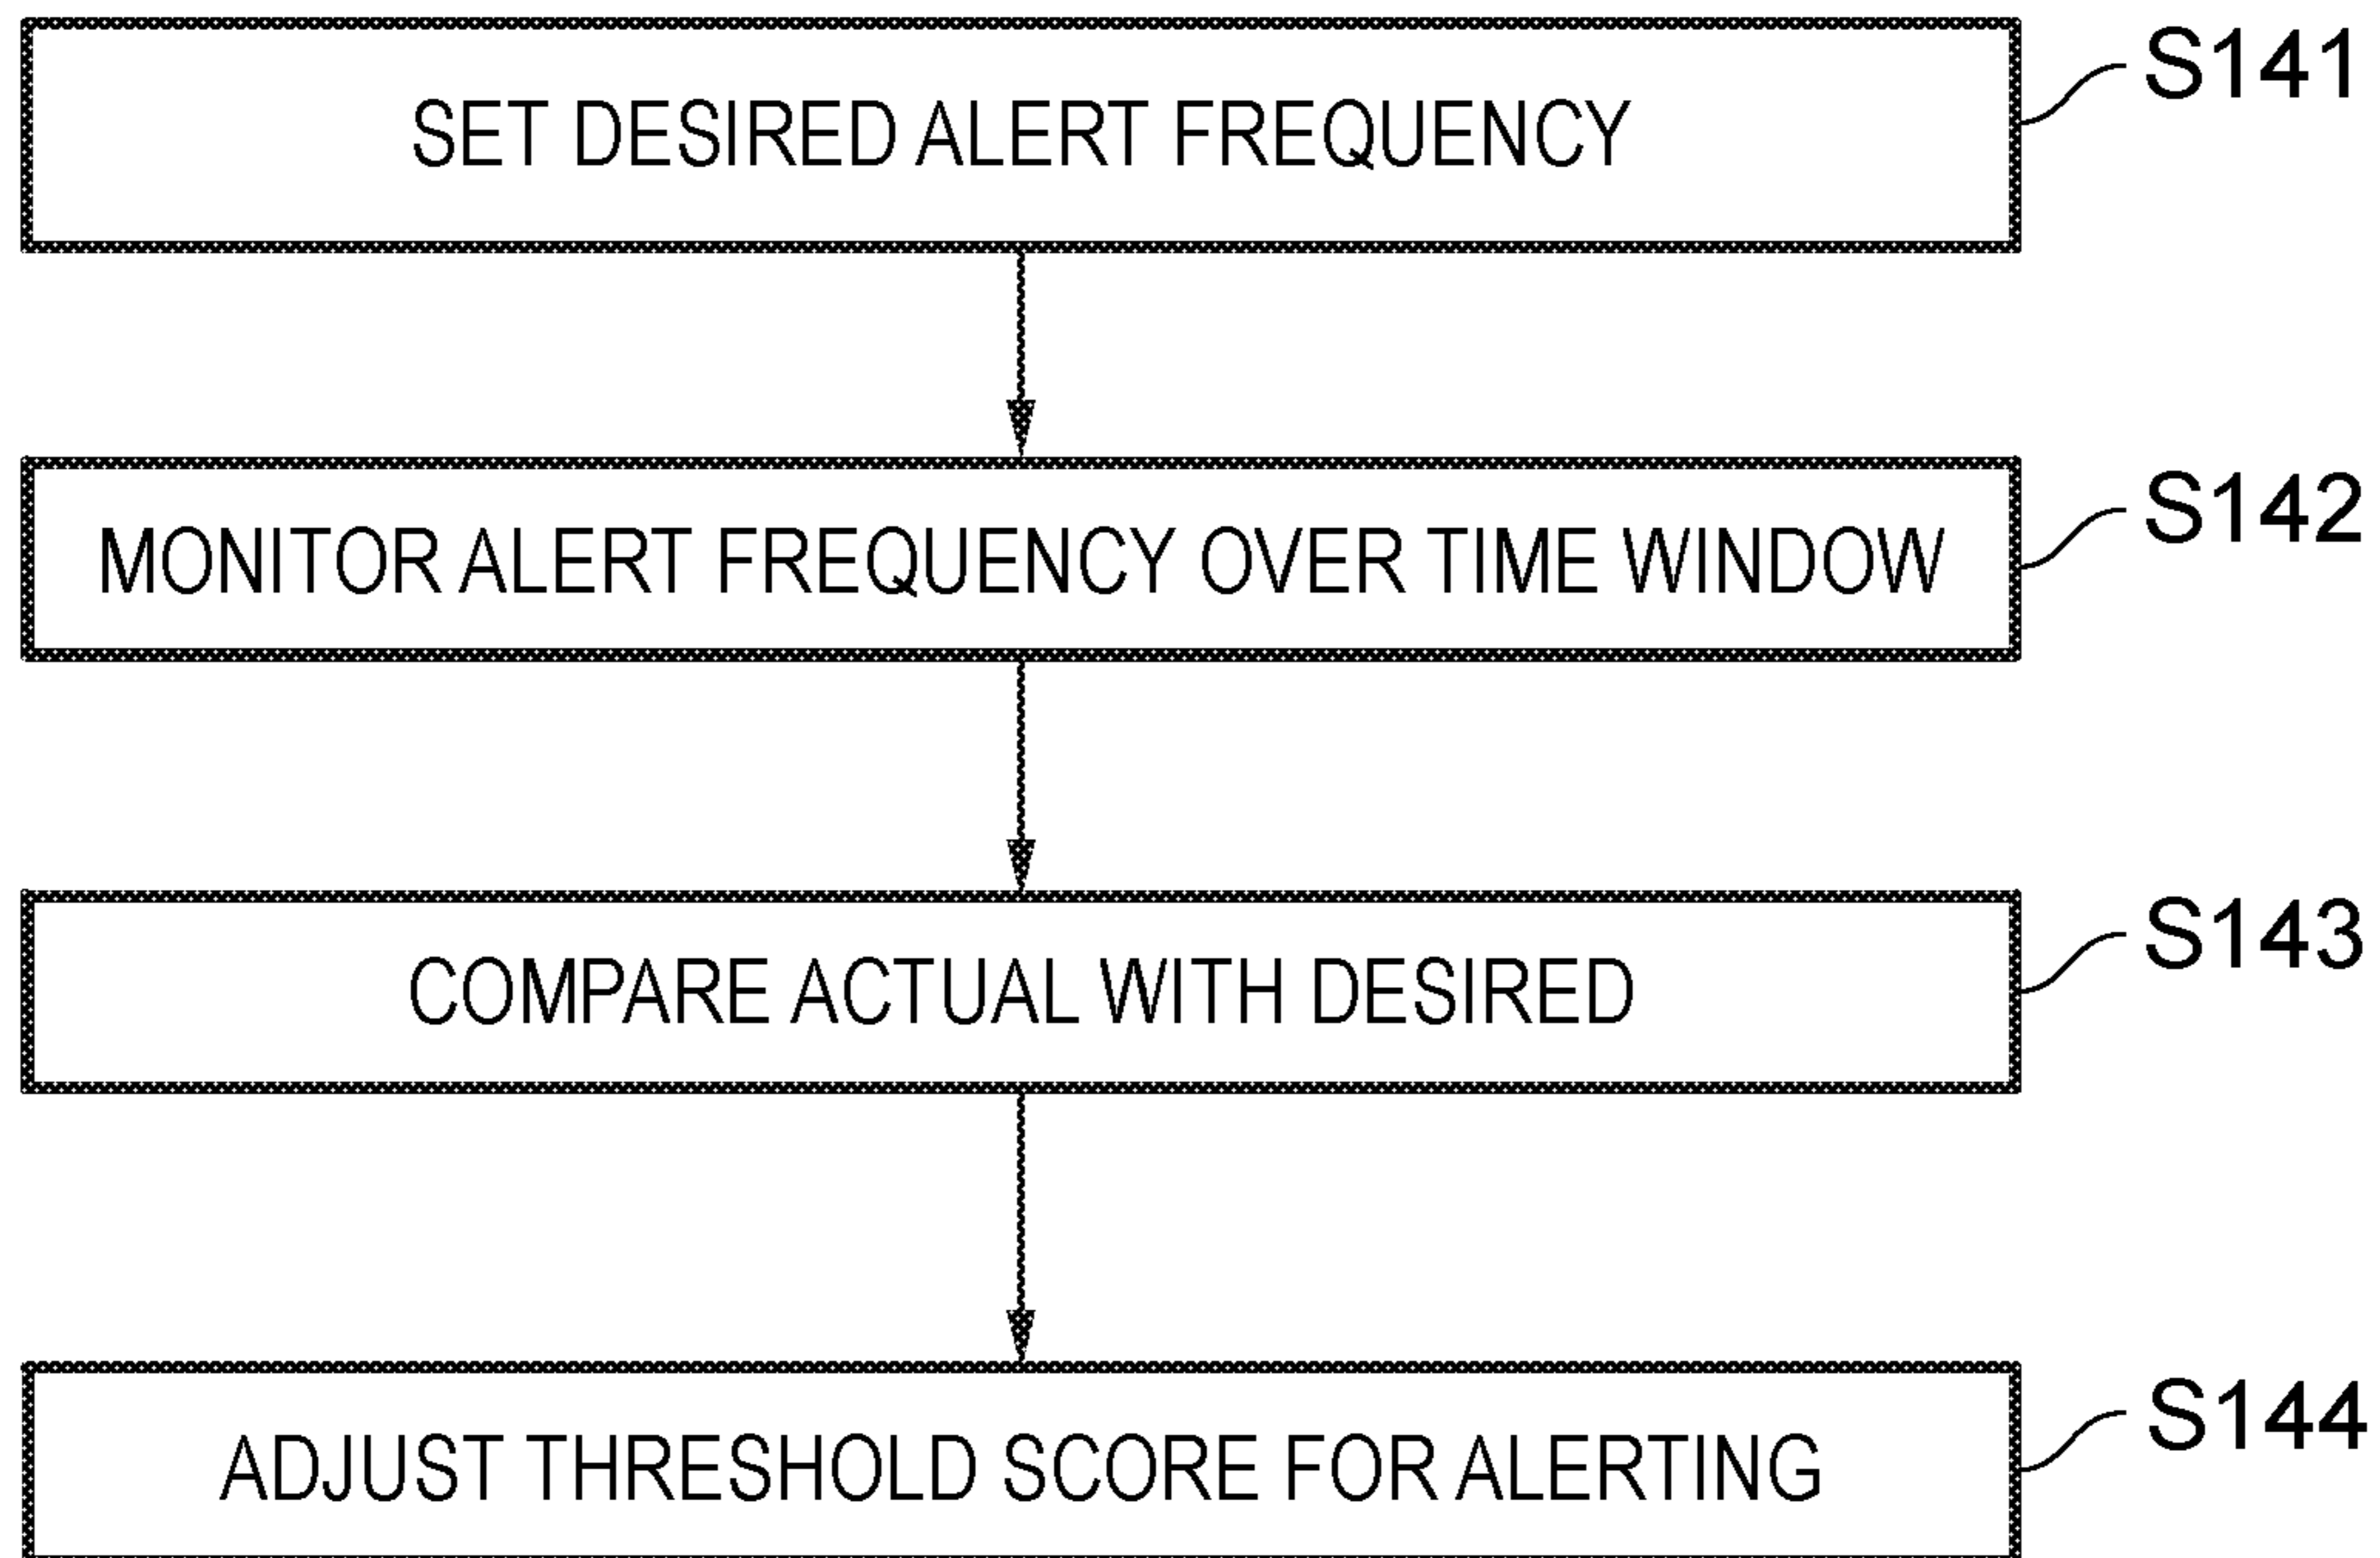 SET DESIRED ALERT FREQUENCY
S141
MONITOR ALERT FREQUENCY OVER TIME WINDOW
S142
COMPARE ACTUAL WITH DESIRED
S143
ADJUST THRESHOLD SCORE FOR ALERTING
S144